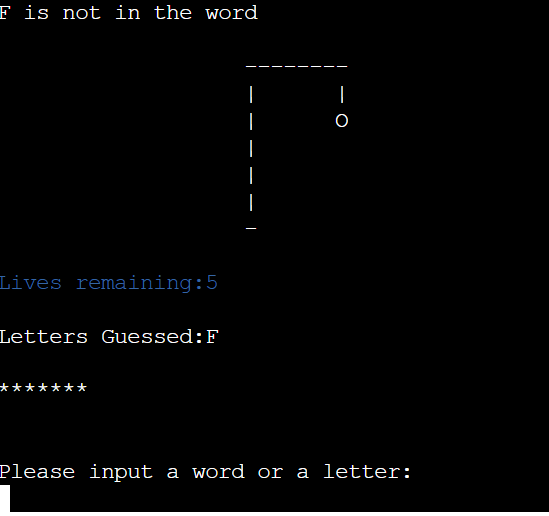 F is not in the word
--------
|       |
|       O
|
|
|
-
Lives remaining:5
Letters Guessed:F
*******
Please input a word or a letter: